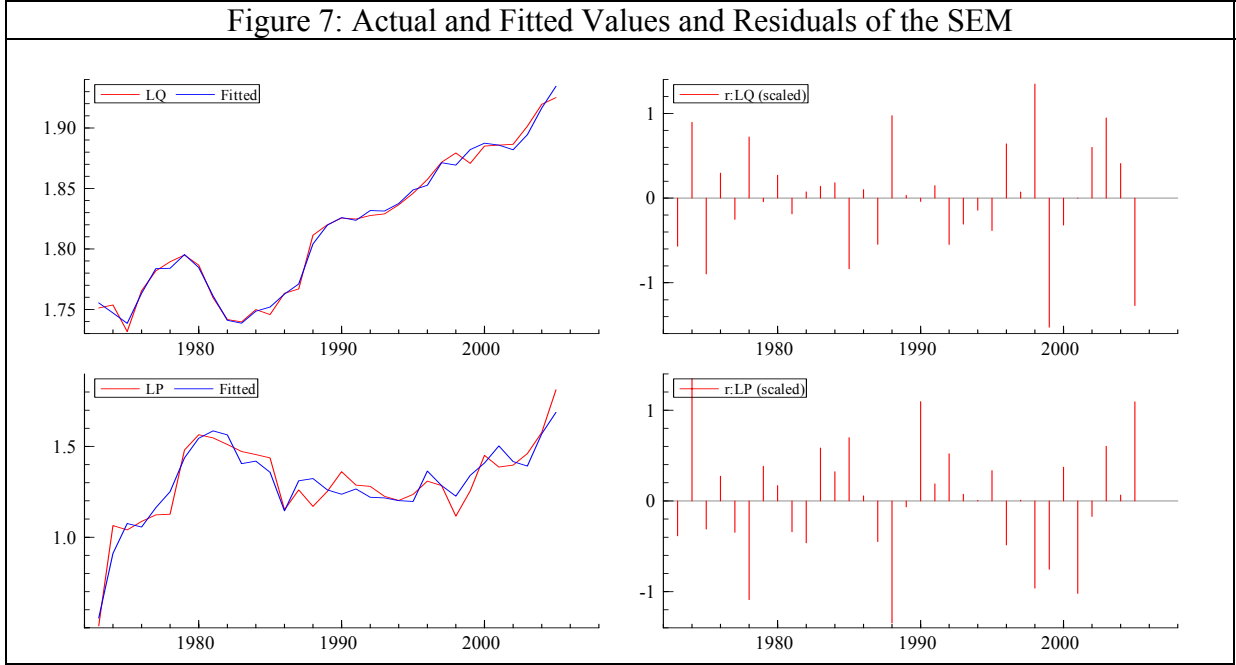 Figure 7: Actual and Fitted Values and Residuals of the SEM
LQ Fitted
1.90
1.85
1.80
1.75
1980 1990 2000
r:LQ (scaled)
1
0
-1
1980 1990 2000
LP Fitted
1.5
1.0
1980 1990 2000
r:LP (scaled)
1
0
-1
1980 1990 2000